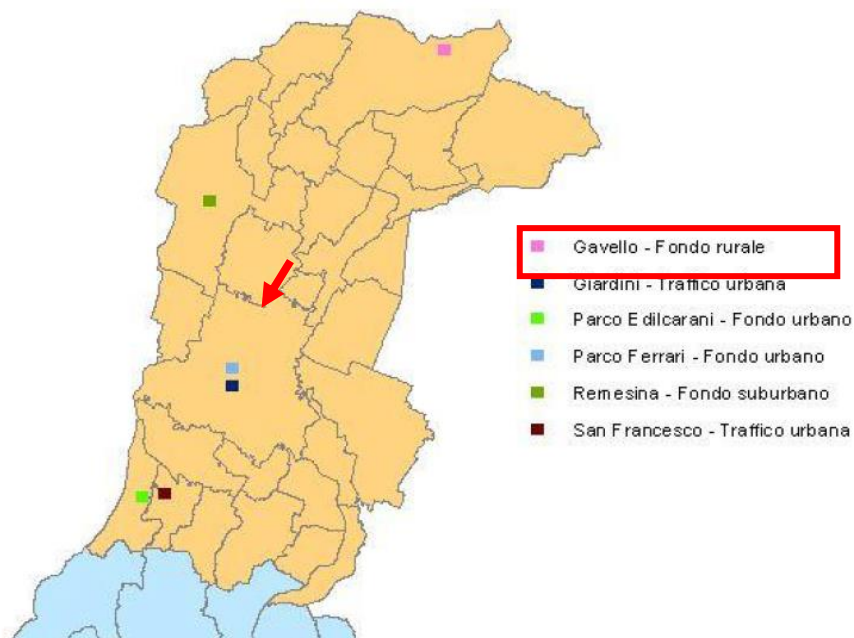 Gavello - Fondo rurale
Giardini - Traffico urbana
Parco Edilcarani - Fondo urbano
Parco Ferrari - Fondo urbano
Remesina - Fondo suburbano
San Francesco - Traffico urbana